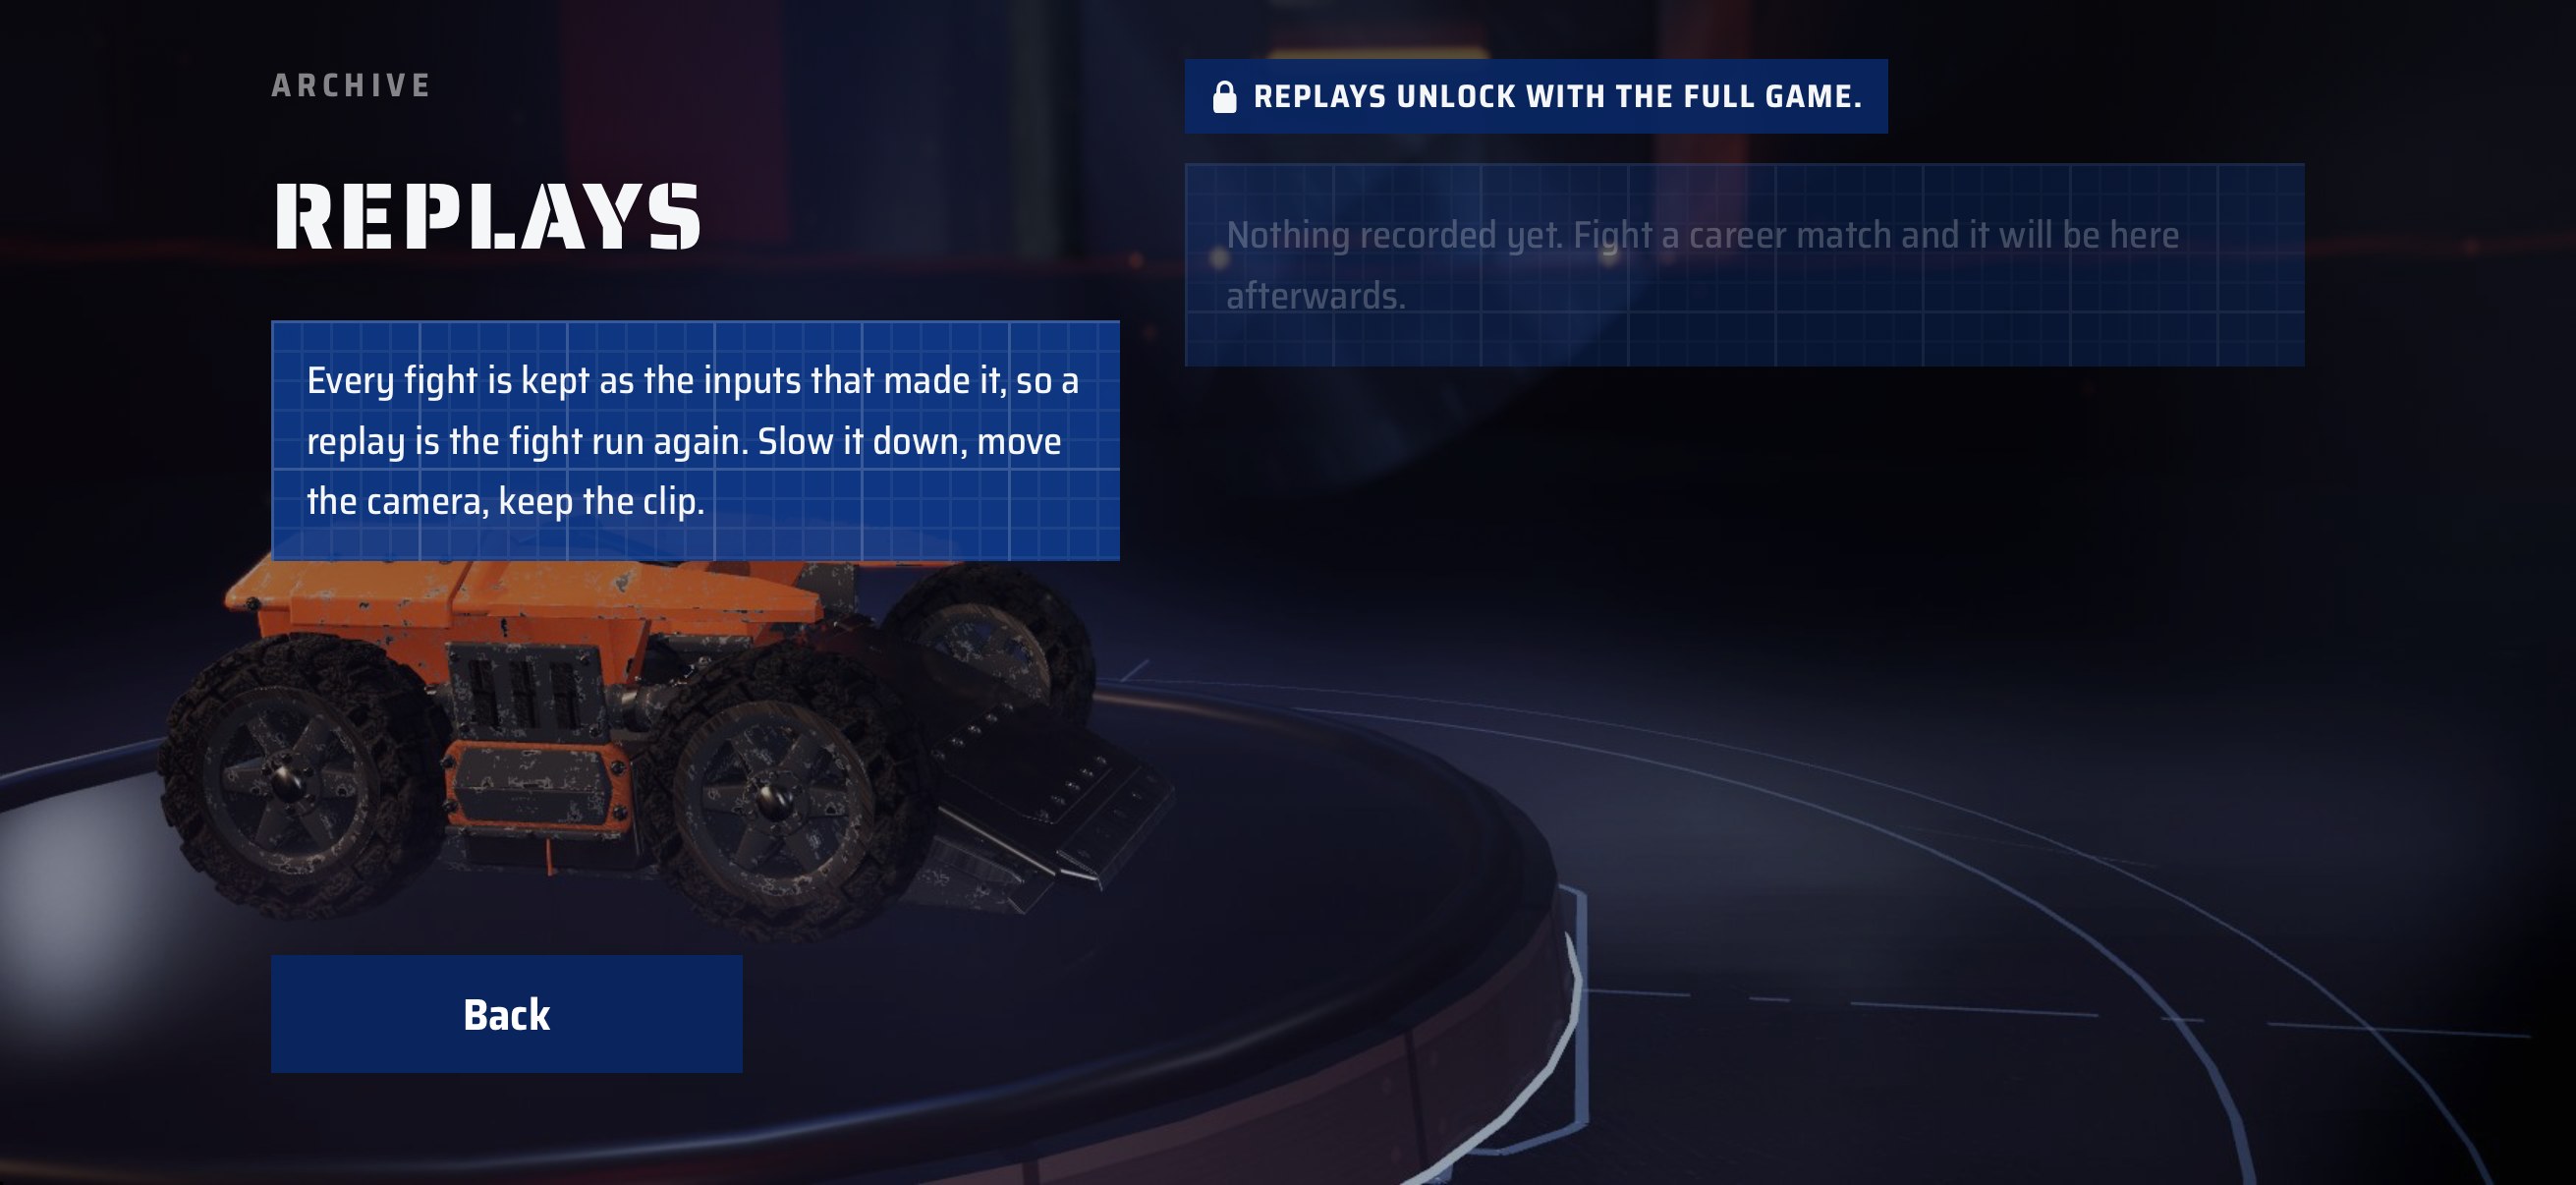 ARCHIVE
REPLAYS
Every fight is kept as the inputs that made it, so a
replay is the fight run again. Slow it down, move
the camera, keep the clip.
Back
REPLAYS UNLOCK WITH THE FULL GAME.
Nothing recorded yet. Fight a career match and it will be here
afterwards.